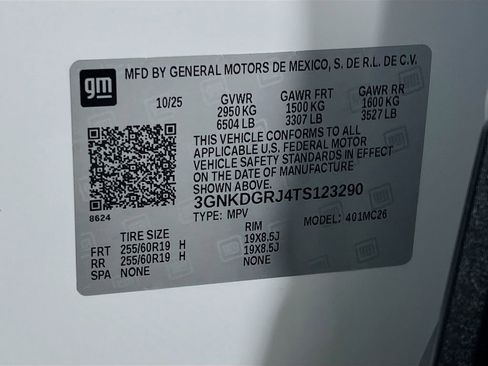 gm
MFD BY GENERAL MOTORS DE MEXICO, S. DE R.L. DE C.V.
10/25 GVWR GAWR FRT GAWR RR
2950 KG 1500 KG 1600 KG
6504 LB 3307 LB 3527 LB
THIS VEHICLE CONFORMS TO ALL
APPLICABLE U.S. FEDERAL MOTOR
VEHICLE SAFETY STANDARDS IN EFFECT
ON THE DATE OF MANUFACTURE
SHOWN ABOVE.
3GNKDGRJ4TS123290
8624 TYPE: MPV MODEL: 401MC26
TIRE SIZE RIM
FRT 255/60R19 H 19X8.5J
RR 255/60R19 H 19X8.5J
SPA NONE NONE